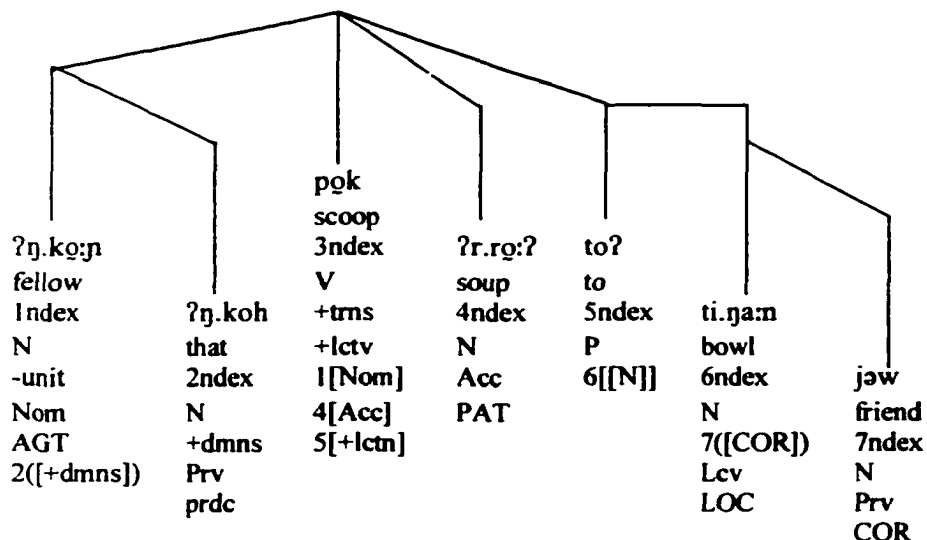 ʔŋ.ko̤:ɲ
fellow
1ndex
N
-unit
Nom
AGT
2([+dmns])
ʔŋ.koh
that
2ndex
N
+dmns
Prv
prdc
po̤k
scoop
3ndex
V
+trns
+lctv
1[Nom]
4[Acc]
5[+lctn]
ʔr.ro̤:ʔ
soup
4ndex
N
Acc
PAT
toʔ
to
5ndex
P
6[[N]]
ti.ŋa:n
bowl
6ndex
N
7([COR])
Lcv
LOC
jəw
friend
7ndex
N
Prv
COR